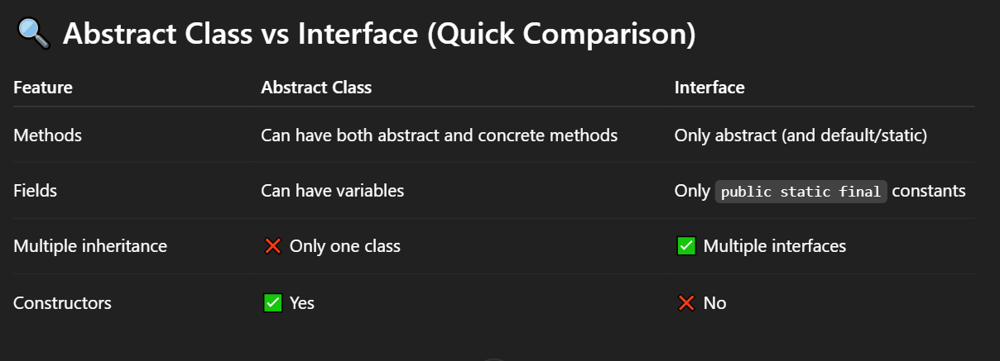 🔍 Abstract Class vs Interface (Quick Comparison)
Feature Abstract Class Interface
Methods Can have both abstract and concrete methods Only abstract (and default/static)
Fields Can have variables Only public static final constants
Multiple inheritance ❌ Only one class ✅ Multiple interfaces
Constructors ✅ Yes ❌ No